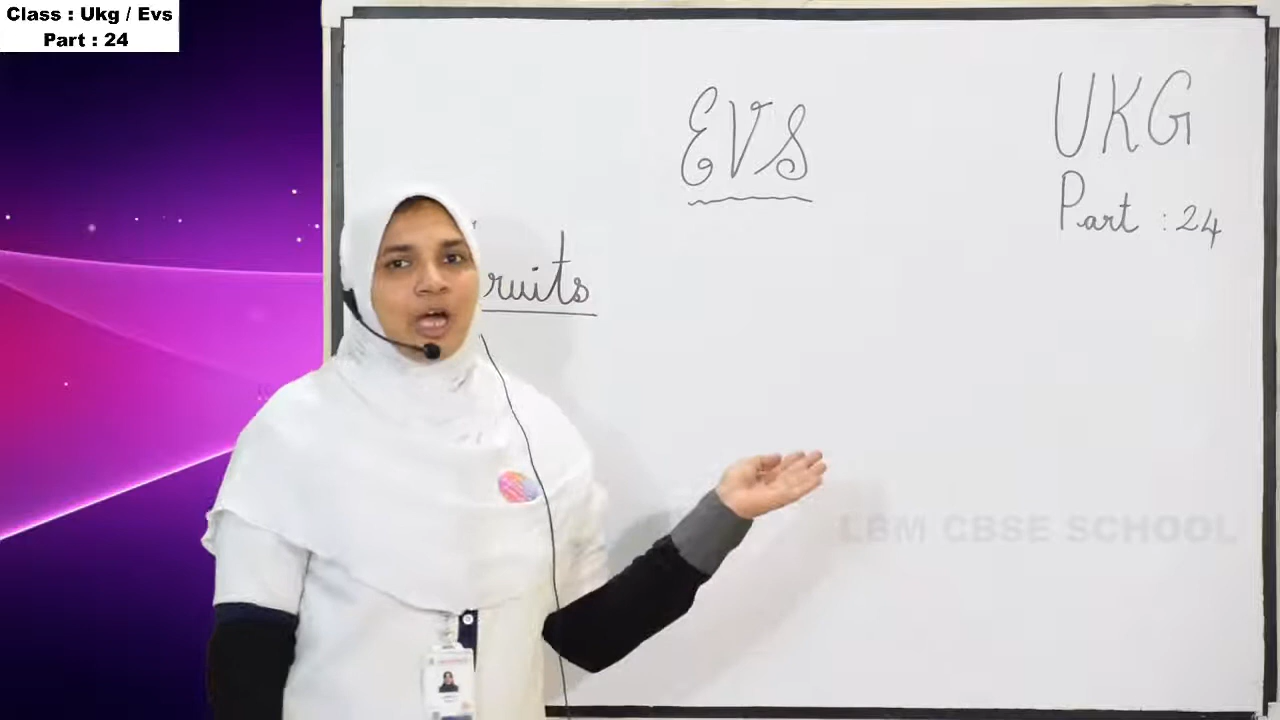 Class : Ukg / Evs
Part : 24
EVS
UKG
Part : 24
ruits
LBM CBSE SCHOOL